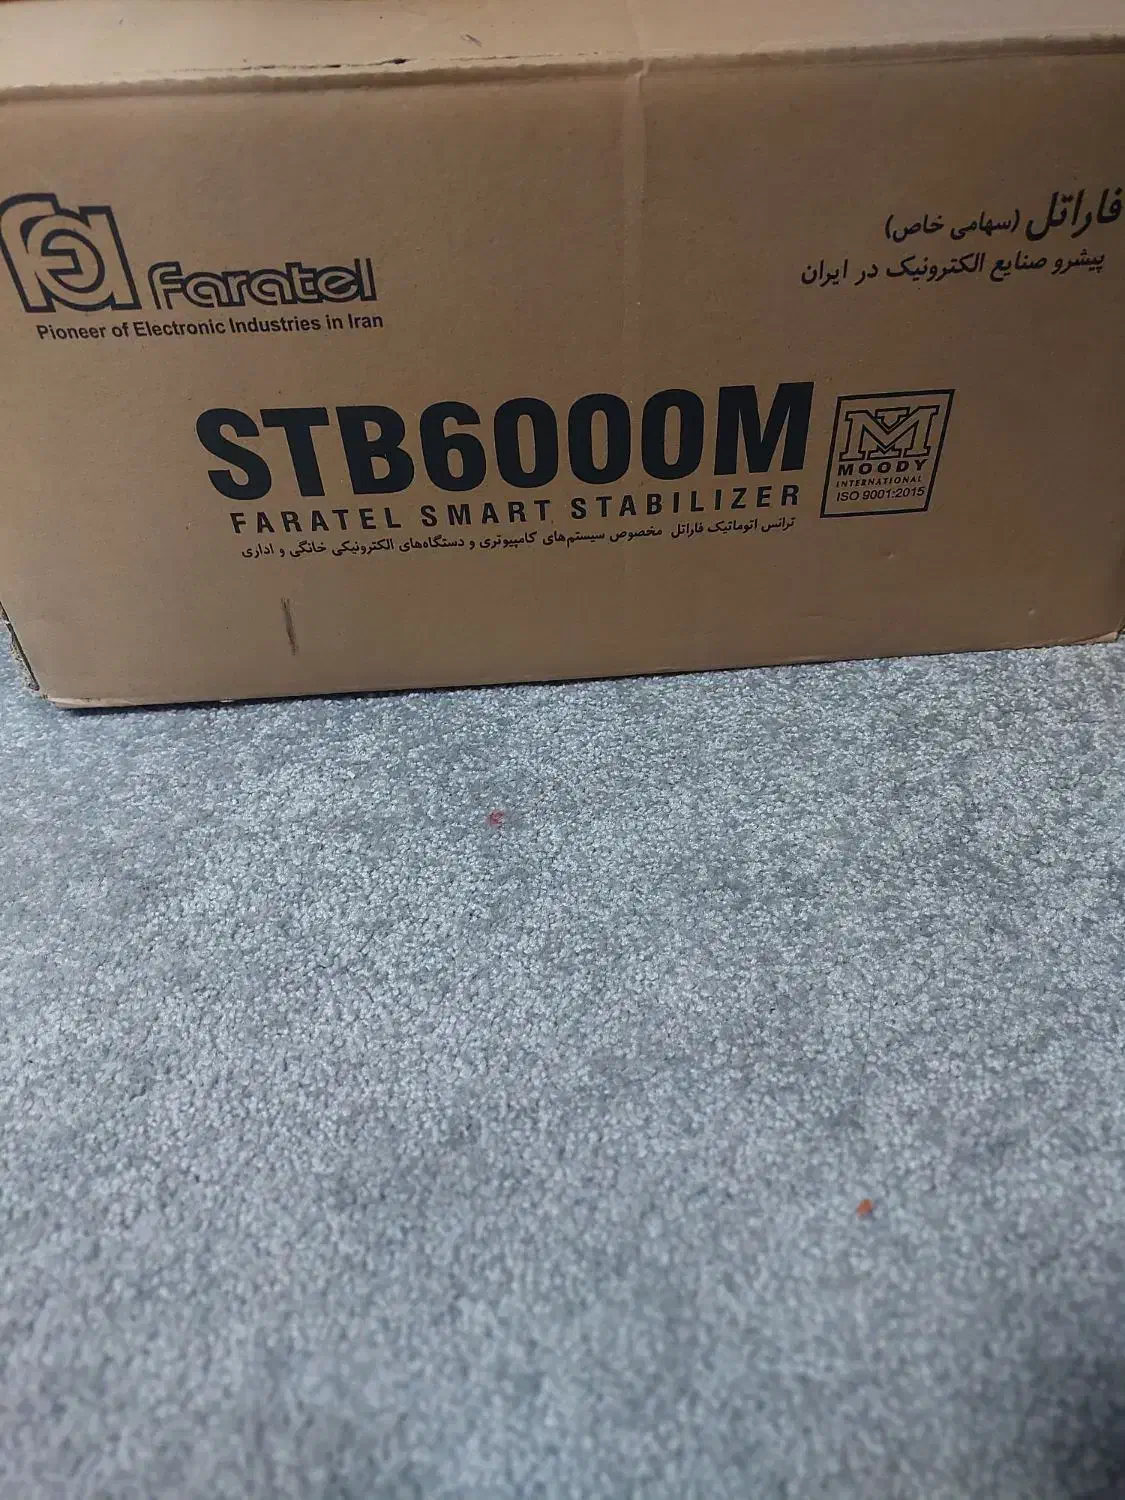 faratel
Pioneer of Electronic Industries in Iran
فاراتل (سهامی خاص)
پیشرو صنایع الکترونیک در ایران
STB6000M
FARATEL SMART STABILIZER
ترانس اتوماتیک فاراتل مخصوص سیستم‌های کامپیوتری و دستگاه‌های الکترونیکی خانگی و اداری
M
MOODY
INTERNATIONAL
ISO 9001:2015